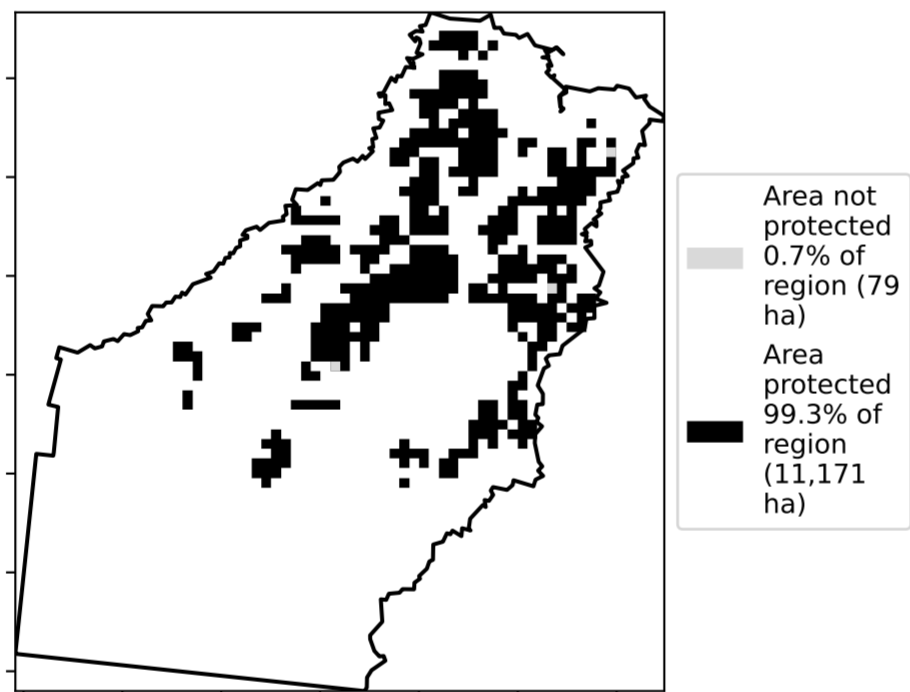 Area not
protected
0.7% of
region (79
ha)
Area
protected
99.3% of
region
(11,171
ha)